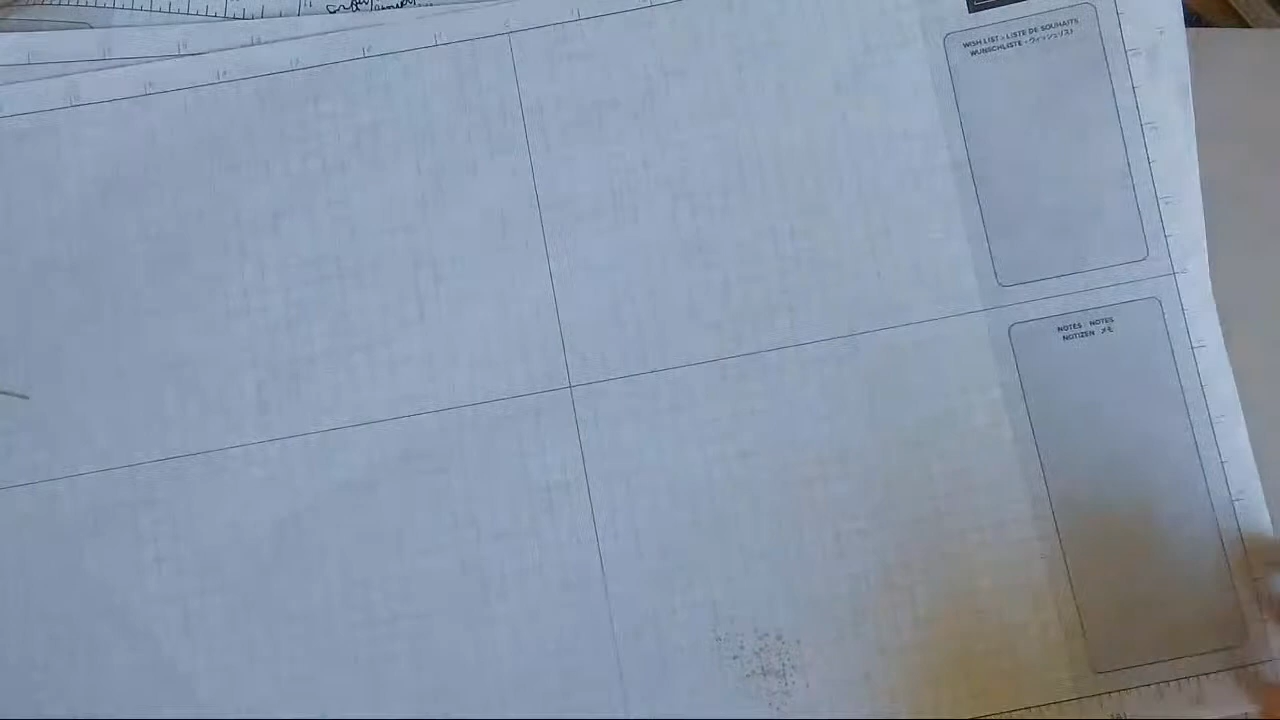 WISH LIST • LISTE DE SOUHAITS
WUNSCHLISTE • ウィッシュリスト
NOTES NOTES
NOTIZEN メモ